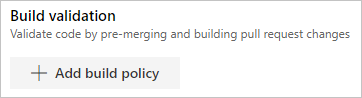 Build validation
Validate code by pre-merging and building pull request changes
+ Add build policy